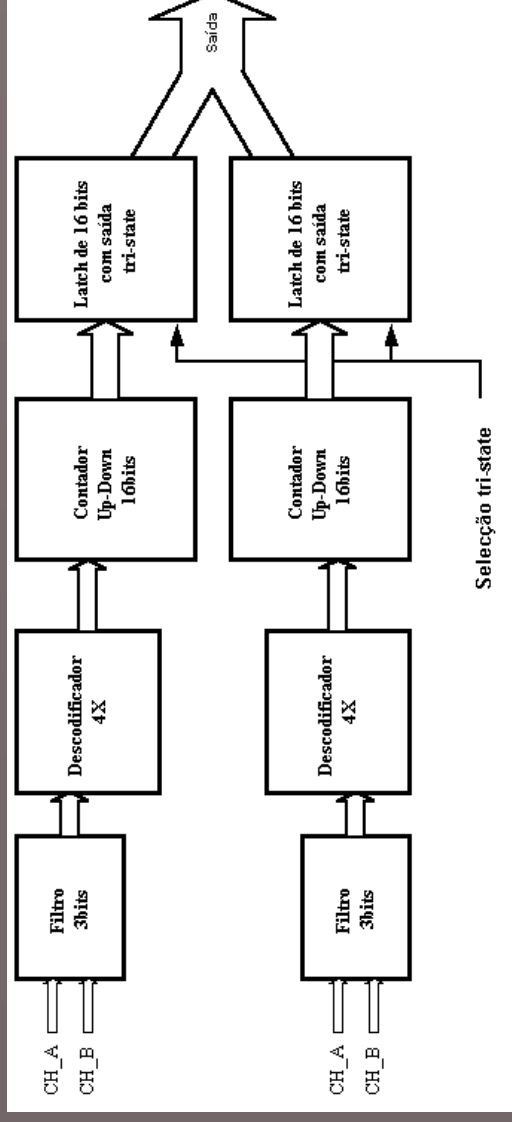 CH_A
CH_B
Filtro
3bits
Descodificador
4X
Contador
Up-Down
16bits
Latch de 16 bits
com saída
tri-state
CH_A
CH_B
Filtro
3bits
Descodificador
4X
Contador
Up-Down
16bits
Latch de 16 bits
com saída
tri-state
Selecção tri-state
Saída